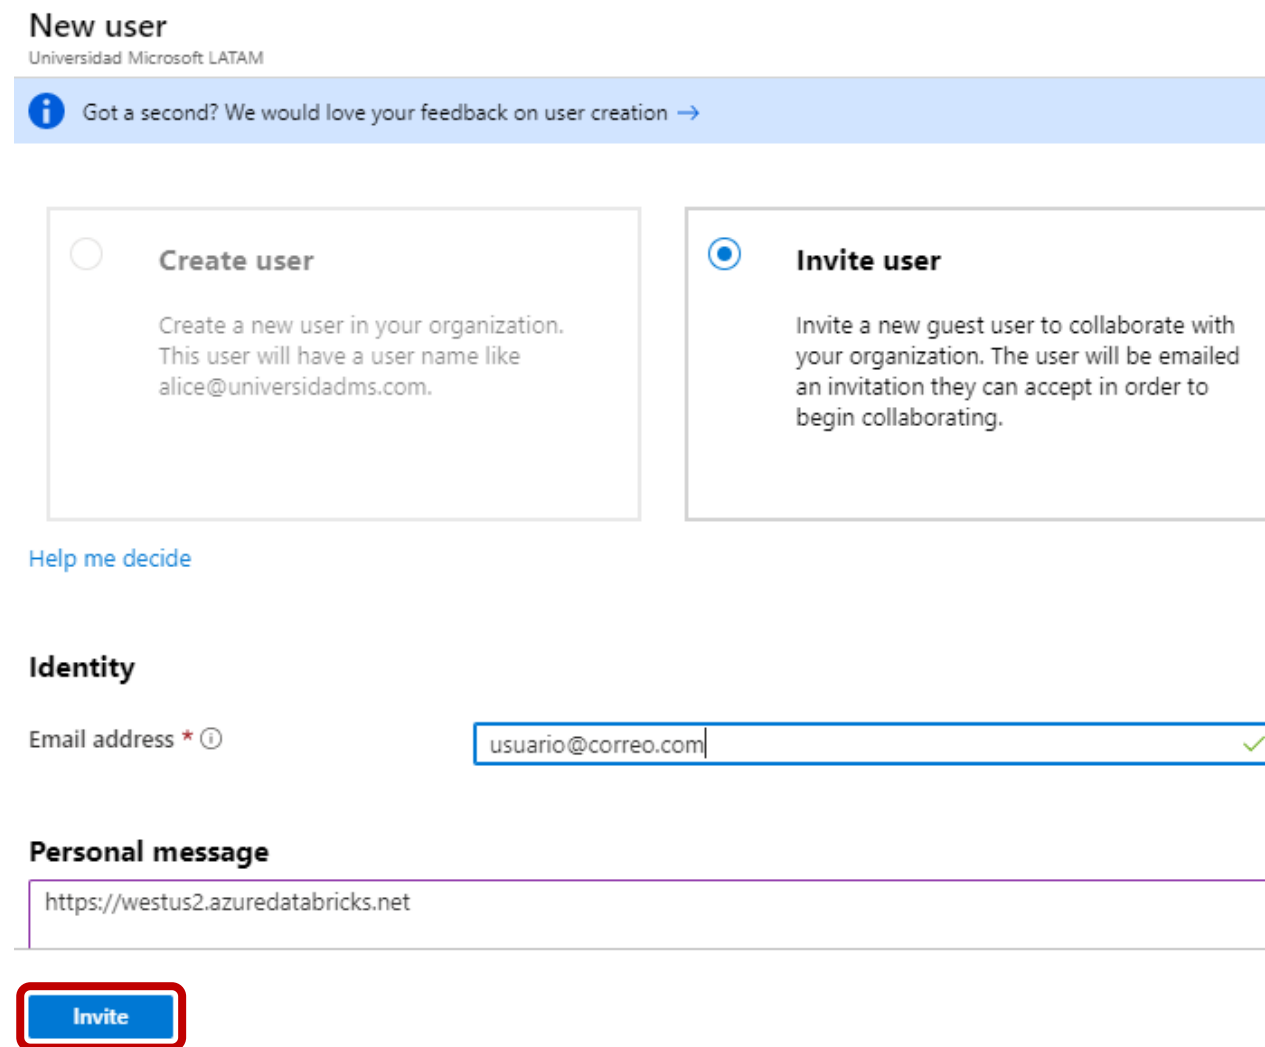 New user
Universidad Microsoft LATAM
Got a second? We would love your feedback on user creation →
Create user
Create a new user in your organization.
This user will have a user name like
alice@universidadms.com.
Invite user
Invite a new guest user to collaborate with
your organization. The user will be emailed
an invitation they can accept in order to
begin collaborating.
Help me decide
Identity
Email address *
usuario@correo.com
Personal message
https://westus2.azuredatabricks.net
Invite